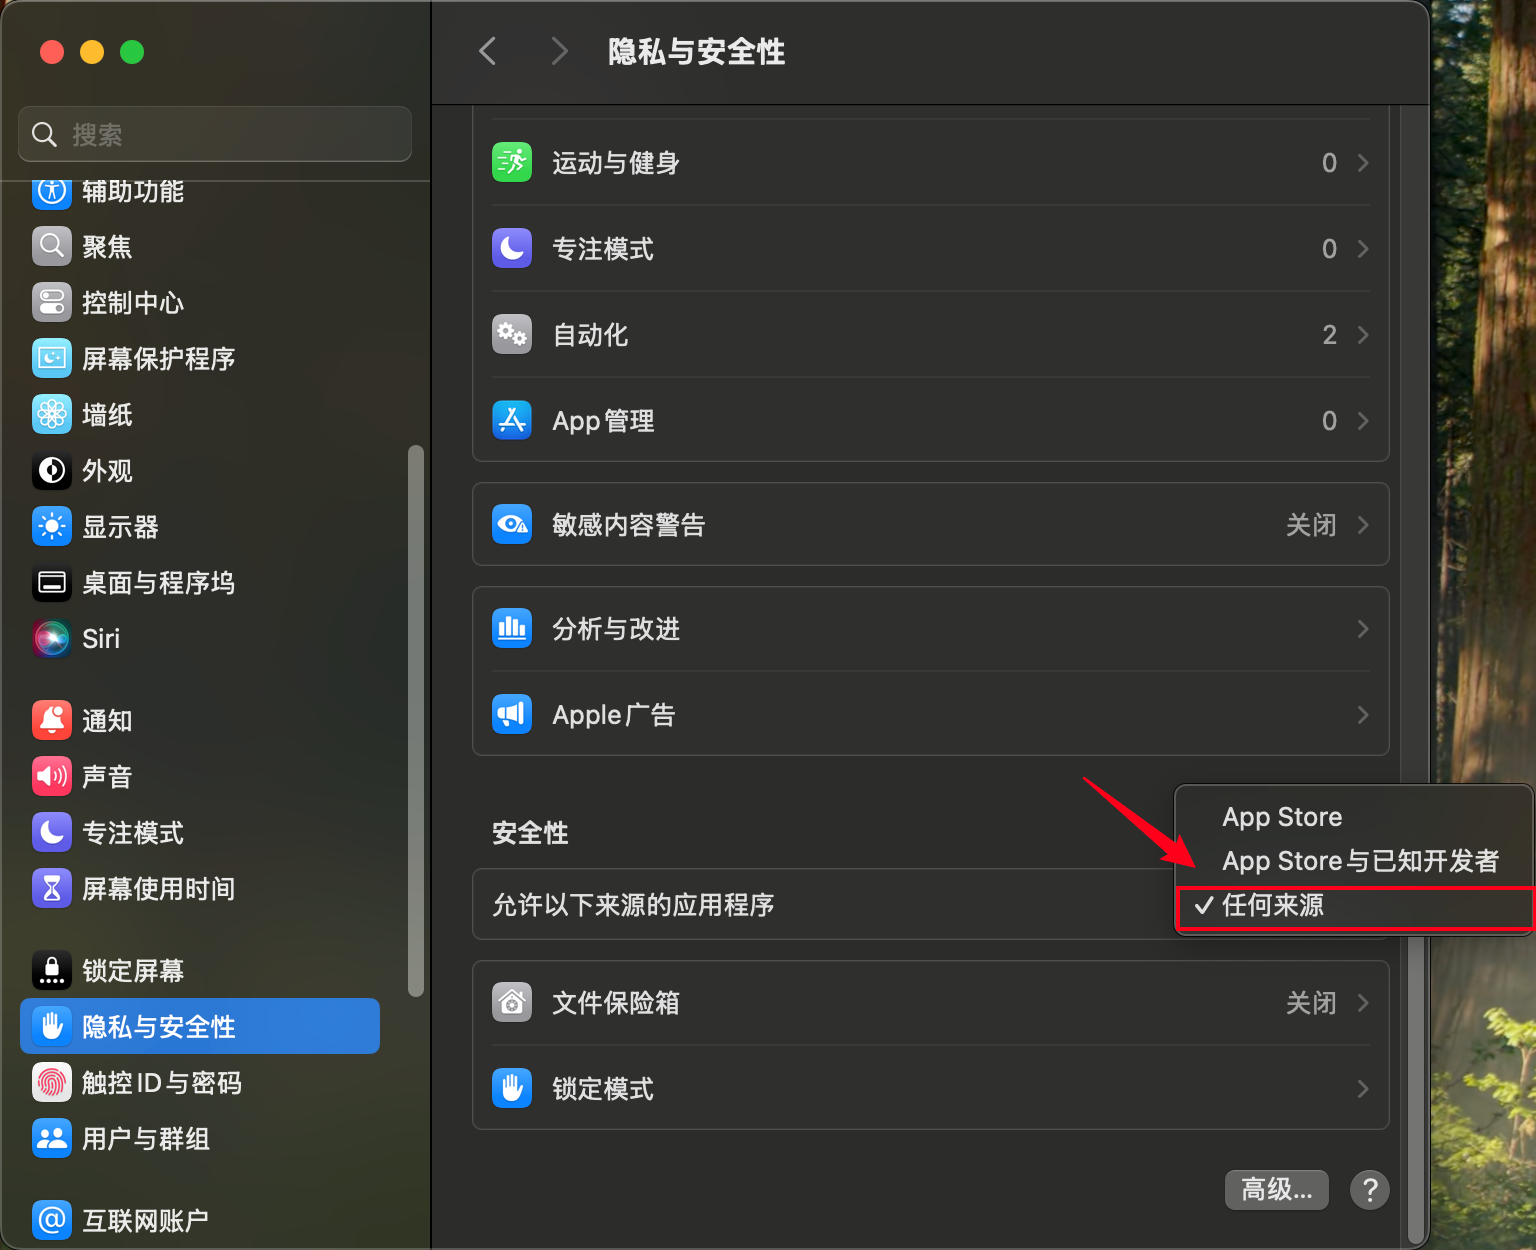 隐私与安全性
搜索
辅助功能
聚焦
控制中心
屏幕保护程序
墙纸
外观
显示器
桌面与程序坞
Siri
通知
声音
专注模式
屏幕使用时间
锁定屏幕
隐私与安全性
触控ID与密码
用户与群组
互联网账户
运动与健身 0
专注模式 0
自动化 2
App管理 0
敏感内容警告 关闭
分析与改进
Apple广告
安全性
允许以下来源的应用程序
App Store
App Store与已知开发者
任何来源
文件保险箱 关闭
锁定模式
高级... ?